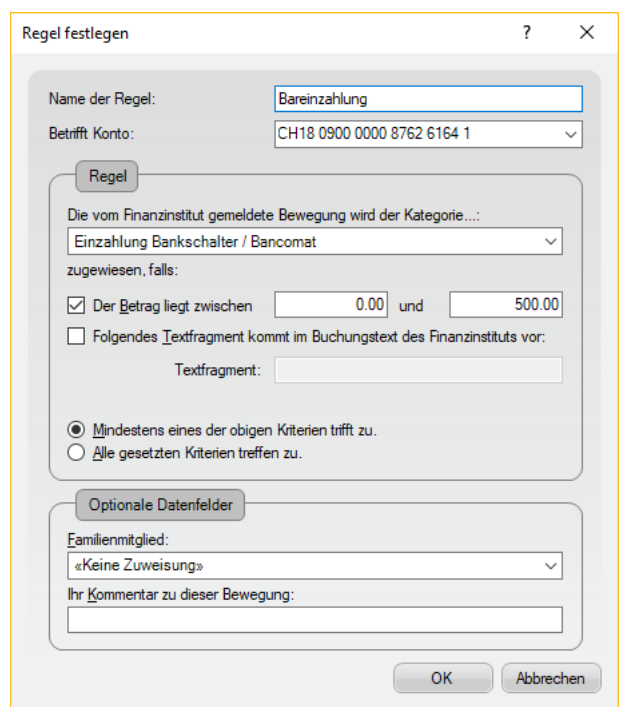 Regel festlegen ?
Name der Regel: Bareinzahlung
Betrifft Konto: CH18 0900 0000 8762 6164 1
Regel
Die vom Finanzinstitut gemeldete Bewegung wird der Kategorie...:
Einzahlung Bankschalter / Bancomat
zugewiesen, falls:
Der Betrag liegt zwischen 0.00 und 500.00
Folgendes Textfragment kommt im Buchungstext des Finanzinstituts vor:
Textfragment:
Mindestens eines der obigen Kriterien trifft zu.
Alle gesetzten Kriterien treffen zu.
Optionale Datenfelder
Familienmitglied:
«Keine Zuweisung»
Ihr Kommentar zu dieser Bewegung:
OK Abbrechen